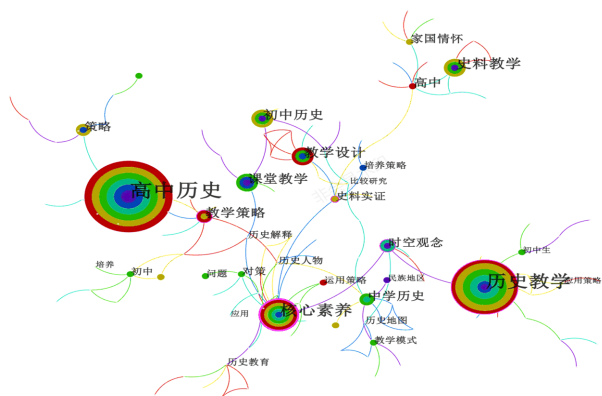 家国情怀
史料教学
高中
初中历史
策略
教学设计
培养策略
课堂教学
比较研究
高中历史
史料实证
教学策略
历史解释
时空观念
初中生
历史人物
培养
初中
问题
对策
民族地区
运用策略
历史教学
应用策略
中学历史
核心素养
应用
历史地图
教学模式
历史教育